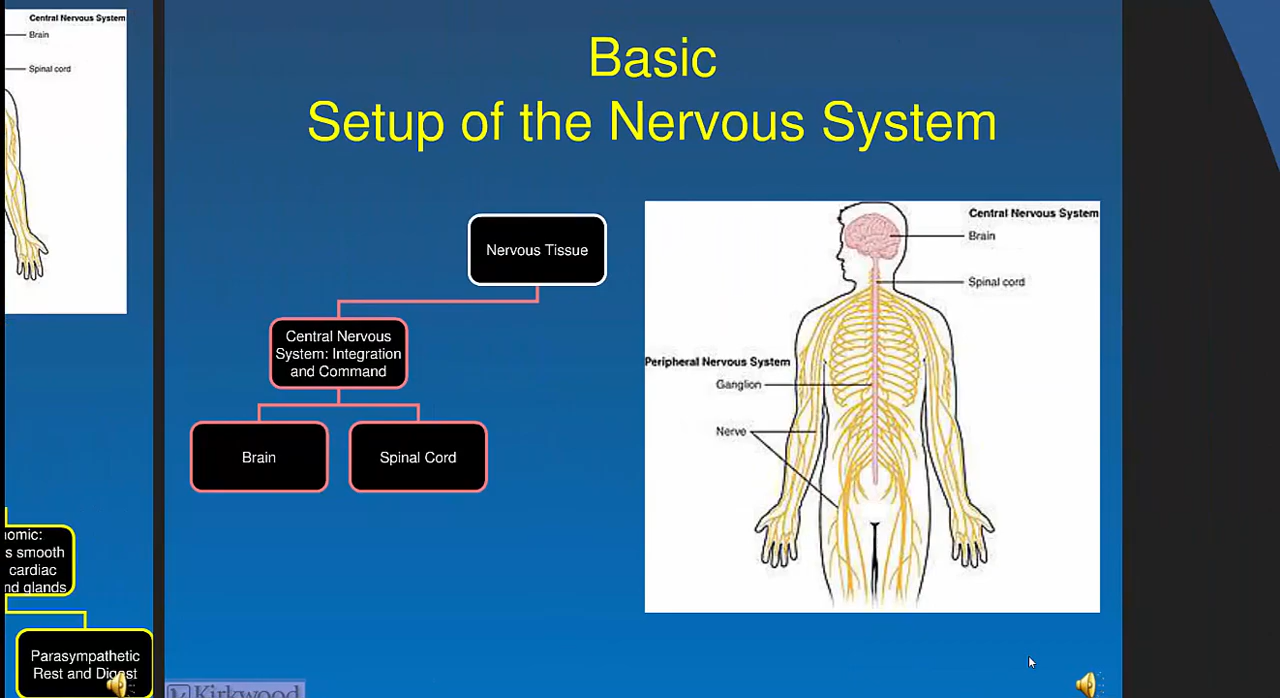 Central Nervous System
Brain
Spinal cord
nomic:
s smooth
cardiac
nd glands
Parasympathetic
Rest and Digest
Basic
Setup of the Nervous System
Nervous Tissue
Central Nervous
System: Integration
and Command
Brain
Spinal Cord
Central Nervous System
Brain
Spinal cord
Peripheral Nervous System
Ganglion
Nerve
Kirkwood